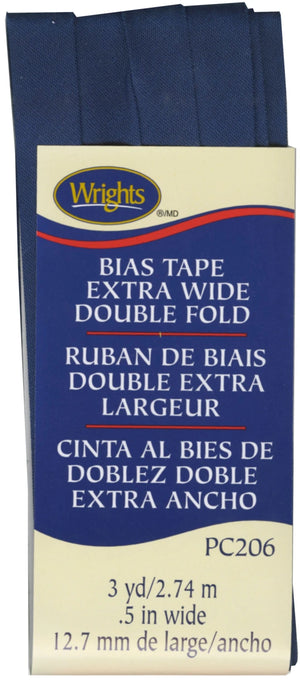 Wrights
®/MD
BIAS TAPE
EXTRA WIDE
DOUBLE FOLD
RUBAN DE BIAIS
DOUBLE EXTRA
LARGEUR
CINTA AL BIES DE
DOBLEZ DOBLE
EXTRA ANCHO
PC206
3 yd/2.74 m
.5 in wide
12.7 mm de large/ancho